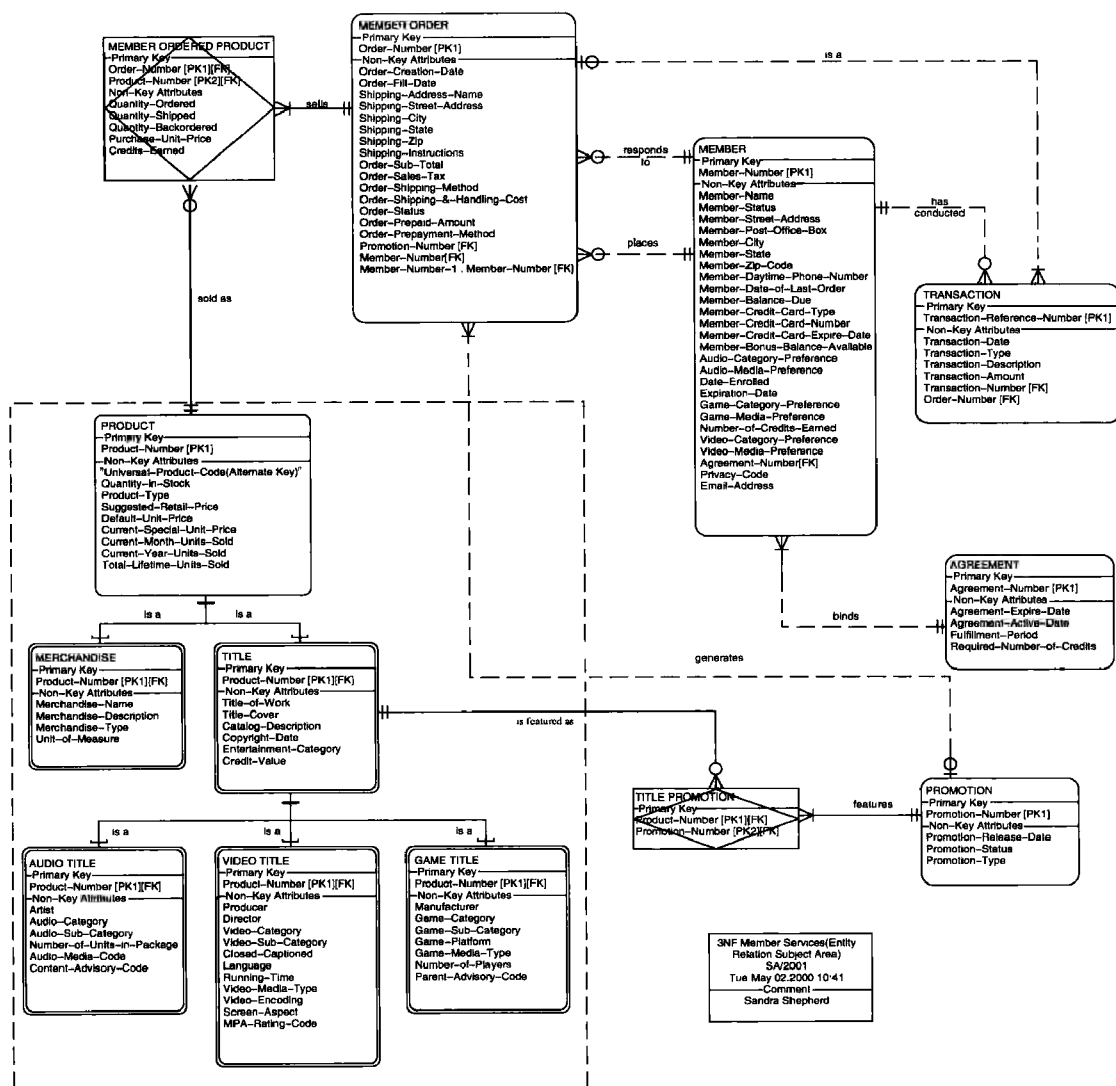 MEMBER ORDERED PRODUCT
Primary Key
Order-Number [PK1][FK]
Product-Number [PK2][FK]
Non-Key Attributes
Quantity-Ordered
Quantity-Shipped
Quantity-Backordered
Purchase-Unit-Price
Credits-Earned
sells
MEMBER ORDER
Primary Key
Order-Number [PK1]
Non-Key Attributes
Order-Creation-Date
Order-Fill-Date
Shipping-Address-Name
Shipping-Street-Address
Shipping-City
Shipping-State
Shipping-Zip
Shipping-Instructions
Order-Sub-Total
Order-Sales-Tax
Order-Shipping-Method
Order-Shipping-&-Handling-Cost
Order-Status
Order-Prepaid-Amount
Order-Prepayment-Method
Promotion-Number [FK]
Member-Number[FK]
Member-Number-1 . Member-Number [FK]
is a
responds
to
places
MEMBER
Primary Key
Member-Number [PK1]
Non-Key Attributes
Member-Name
Member-Status
Member-Street-Address
Member-Post-Office-Box
Member-City
Member-State
Member-Zip-Code
Member-Daytime-Phone-Number
Member-Date-of-Last-Order
Member-Balance-Due
Member-Credit-Card-Type
Member-Credit-Card-Number
Member-Credit-Card-Expire-Date
Member-Bonus-Balance-Available
Audio-Category-Preference
Audio-Media-Preference
Date-Enrolled
Expiration-Date
Game-Category-Preference
Game-Media-Preference
Number-of-Credits-Earned
Video-Category-Preference
Video-Media-Preference
Agreement-Number[FK]
Privacy-Code
Email-Address
has
conducted
TRANSACTION
Primary Key
Transaction-Reference-Number [PK1]
Non-Key Attributes
Transaction-Date
Transaction-Type
Transaction-Description
Transaction-Amount
Transaction-Number [FK]
Order-Number [FK]
sold as
PRODUCT
Primary Key
Product-Number [PK1]
Non-Key Attributes
"Universal-Product-Code(Alternate Key)"
Quantity-in-Stock
Product-Type
Suggested-Retail-Price
Default-Unit-Price
Current-Special-Unit-Price
Current-Month-Units-Sold
Current-Year-Units-Sold
Total-Lifetime-Units-Sold
is a
is a
AGREEMENT
Primary Key
Agreement-Number [PK1]
Non-Key Attributes
Agreement-Expire-Date
Agreement-Active-Date
Fulfillment-Period
Required-Number-of-Credits
binds
generates
MERCHANDISE
Primary Key
Product-Number [PK1][FK]
Non-Key Attributes
Merchandise-Name
Merchandise-Description
Merchandise-Type
Unit-of-Measure
TITLE
Primary Key
Product-Number [PK1][FK]
Non-Key Attributes
Title-of-Work
Title-Cover
Catalog-Description
Copyright-Date
Entertainment-Category
Credit-Value
is featured as
TITLE PROMOTION
Primary Key
Product-Number [PK1][FK]
Promotion-Number [PK2][FK]
features
PROMOTION
Primary Key
Promotion-Number [PK1]
Non-Key Attributes
Promotion-Release-Date
Promotion-Status
Promotion-Type
is a
is a
is a
AUDIO TITLE
Primary Key
Product-Number [PK1][FK]
Non-Key Attributes
Artist
Audio-Category
Audio-Sub-Category
Number-of-Units-in-Package
Audio-Media-Code
Content-Advisory-Code
VIDEO TITLE
Primary Key
Product-Number [PK1][FK]
Non-Key Attributes
Producer
Director
Video-Category
Video-Sub-Category
Closed-Captioned
Language
Running-Time
Video-Media-Type
Video-Encoding
Screen-Aspect
MPA-Rating-Code
GAME TITLE
Primary Key
Product-Number [PK1][FK]
Non-Key Attributes
Manufacturer
Game-Category
Game-Sub-Category
Game-Platform
Game-Media-Type
Number-of-Players
Parent-Advisory-Code
3NF Member Services(Entity
Relation Subject Area)
SA/2001
Tue May 02.2000 10:41
Comment
Sandra Shepherd